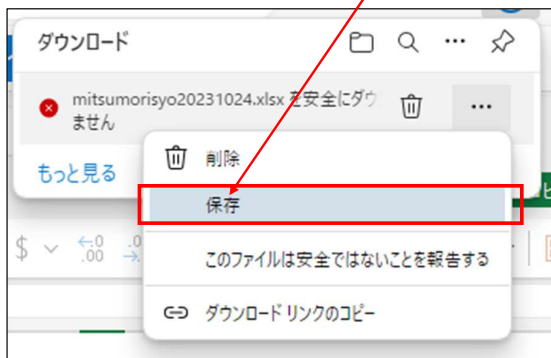 ダウンロード
mitsumorisyo20231024.xlsx を安全にダウ
ません
もっと見る
削除
保存
このファイルは安全ではないことを報告する
ダウンロード リンクのコピー
$
.00